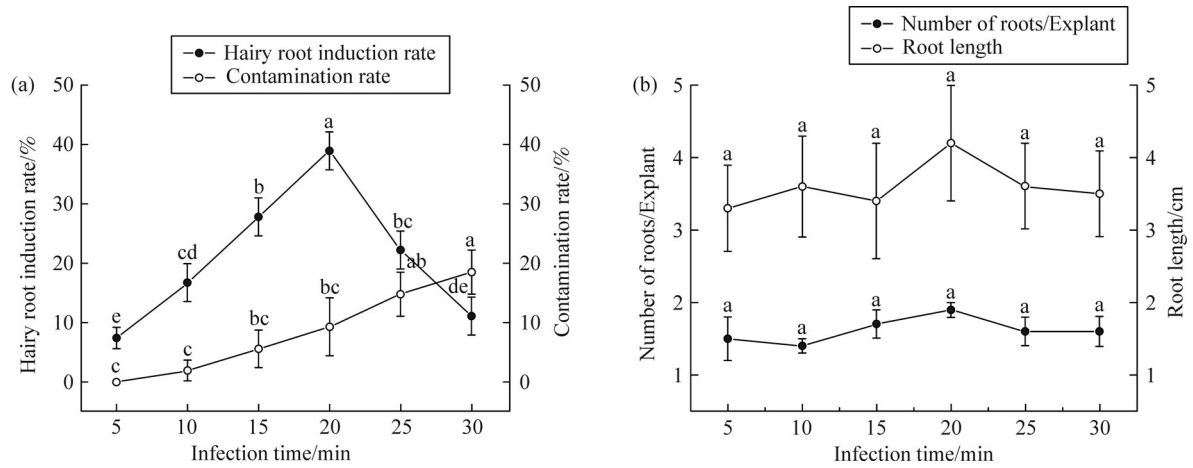 (a)
Hairy root induction rate
Contamination rate
50
40
30
20
10
0
Hairy root induction rate/%
50
40
30
20
10
0
Contamination rate/%
e
cd
b
a
bc
de
c
c
bc
bc
ab
a
5 10 15 20 25 30
Infection time/min
(b)
Number of roots/Explant
Root length
5
4
3
2
1
Number of roots/Explant
5
4
3
2
1
Root length/cm
a a a a a a
a a a a a a
5 10 15 20 25 30
Infection time/min